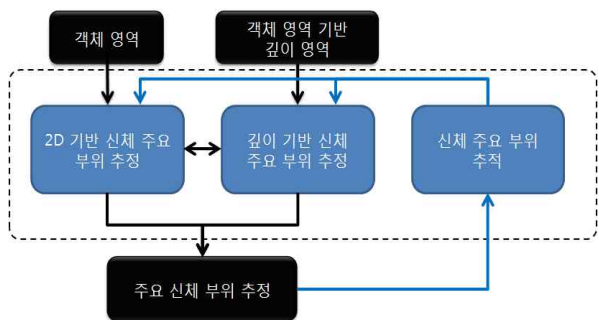 객체 영역
객체 영역 기반
깊이 영역
2D 기반 신체 주요
부위 추정
깊이 기반 신체
주요 부위 추정
신체 주요 부위
추적
주요 신체 부위 추정